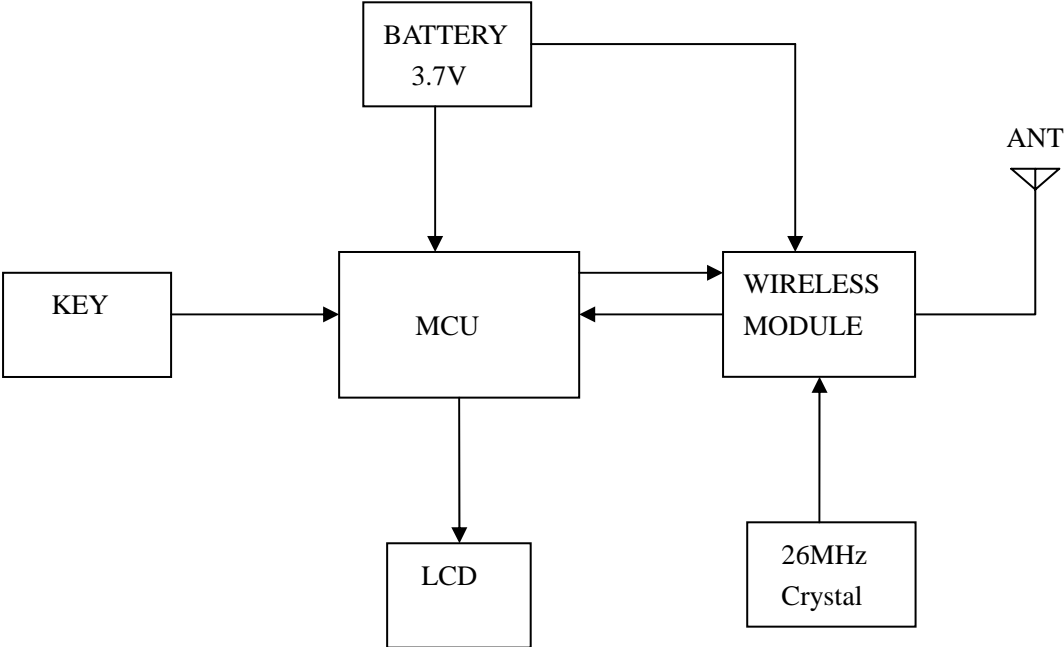 BATTERY
3.7V
ANT
KEY
MCU
WIRELESS
MODULE
LCD
26MHz
Crystal